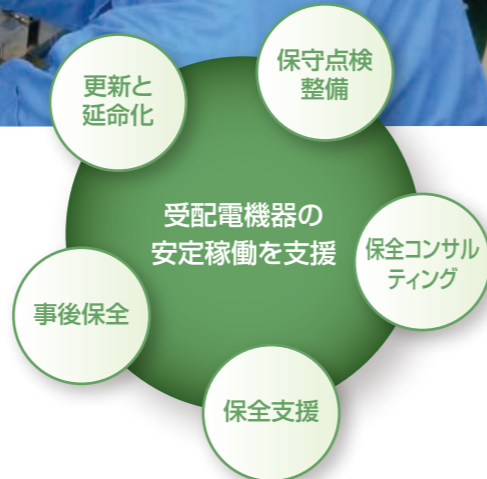 更新と
延命化
保守点検
整備
受配電機器の
安定稼働を支援
保全コンサル
ティング
事後保全
保全支援